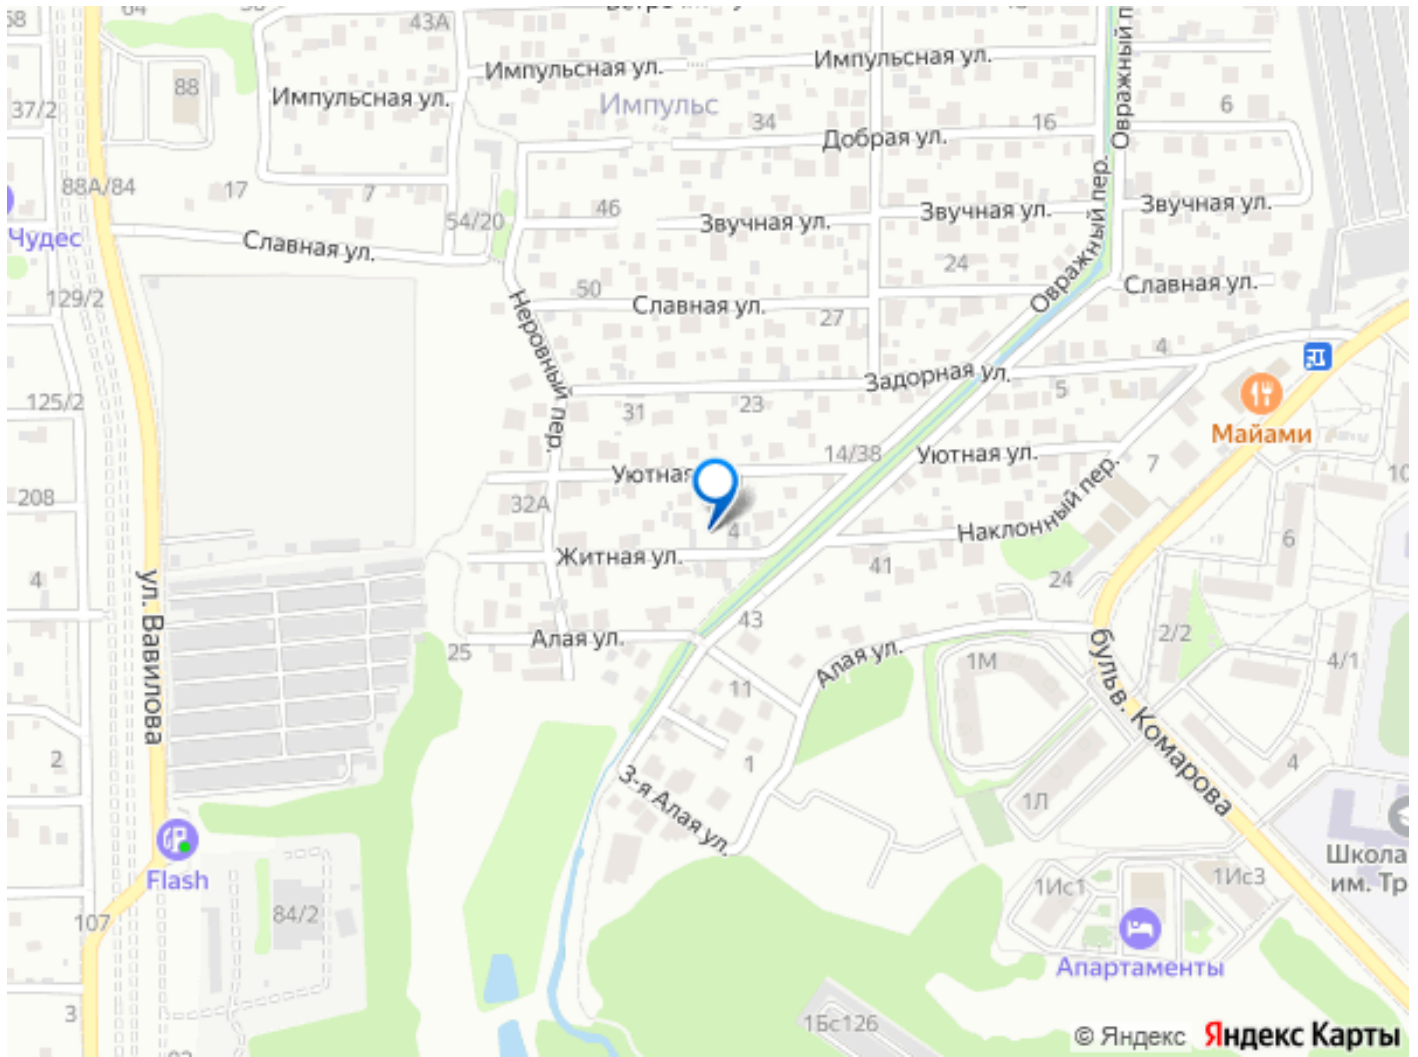 43А
Импульсная ул.
Импульсная ул.
88
Импульсная ул.
Импульс
6
37/2
34
16
Добрая ул.
Овражный п
88А/84
17
7
54/20
46
Звучная ул.
Звучная ул.
Звучная ул.
Овражный пер.
Чудес
Славная ул.
24
129/2
50
Славная ул.
27
Славная ул.
Неровный пер.
4
Задорная ул.
5
125/2
31
23
Майами
14/38
Уютная ул.
7
Уютная
208
32А
4
Наклонный пер.
6
Житная ул.
41
4
24
ул. Вавилова
43
2/2
25
Алая ул.
Алая ул.
1М
4/1
11
бульв. Комарова
2
1
4
3-я Алая ул.
1Л
Школа
им. Тр
Flash
1Ис1
1Ис3
84/2
107
Апартаменты
3
1Бс126
© Яндекс Яндекс Карты